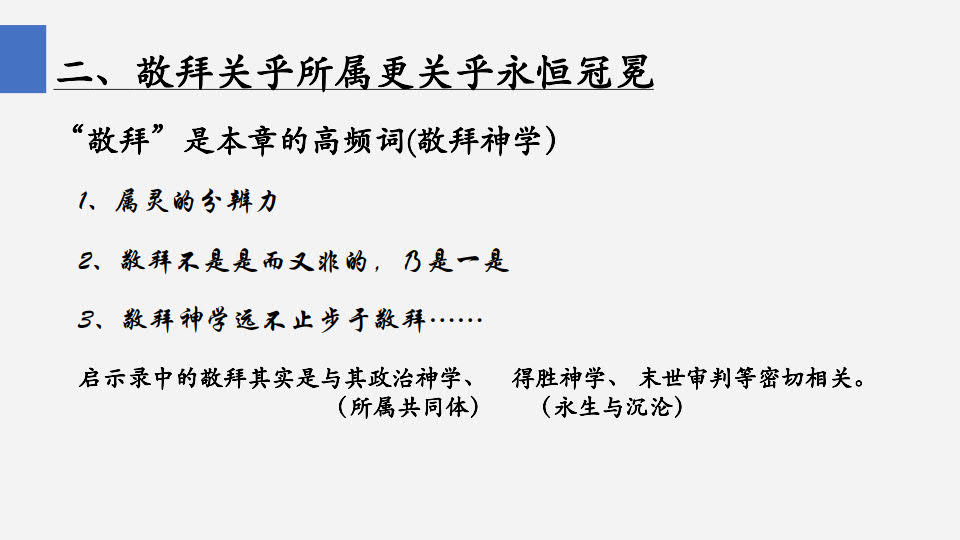 二、敬拜关乎所属更关乎永恒冠冕
“敬拜”是本章的高频词(敬拜神学）
1、属灵的分辨力
2、敬拜不是是而又非的，乃是一是
3、敬拜神学远不止步于敬拜……
启示录中的敬拜其实是与其政治神学、 得胜神学、末世审判等密切相关。
（所属共同体） （永生与沉沦）